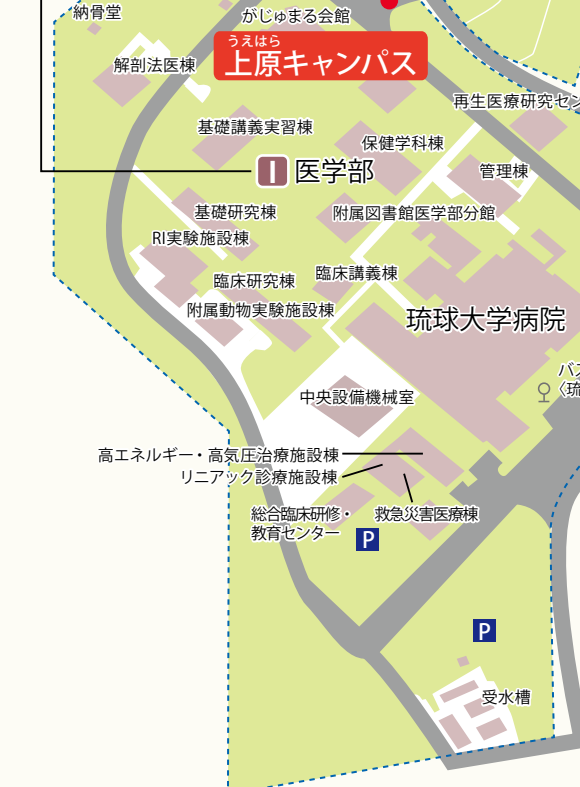 納骨堂
がじゅまる会館
うえはら
上原キャンパス
解剖法医棟
再生医療研究セン
基礎講義実習棟
保健学科棟
I 医学部
管理棟
基礎研究棟
附属図書館医学部分館
RI実験施設棟
臨床講義棟
臨床研究棟
附属動物実験施設棟
琉球大学病院
バス
〈琉
中央設備機械室
高エネルギー・高気圧治療施設棟
リニアック診療施設棟
総合臨床研修・
教育センター
救急災害医療棟
P
P
受水槽